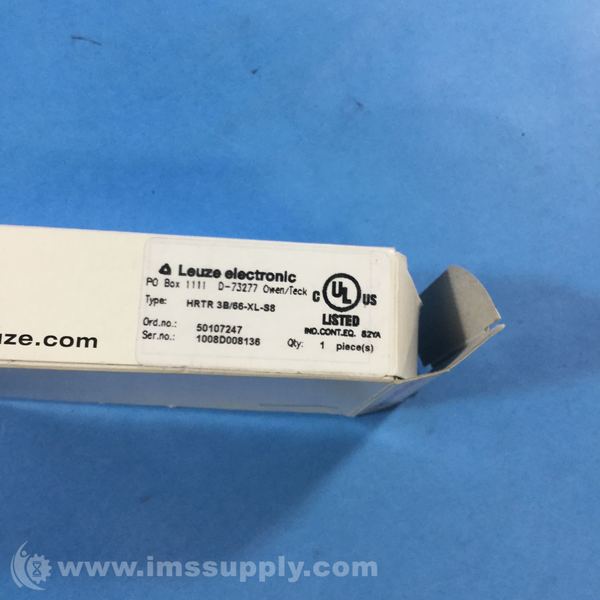 Leuze electronic
PO Box 1111 D-73277 Owen/Teck
Type: HRTR 3B/66-XL-S8
Ord.no.: 50107247
Ser.no.: 1008D008136 Qty: 1 piece(s)
C UL US
LISTED
IND.CONT.EQ. 82YA
uze.com
www.imssupply.com